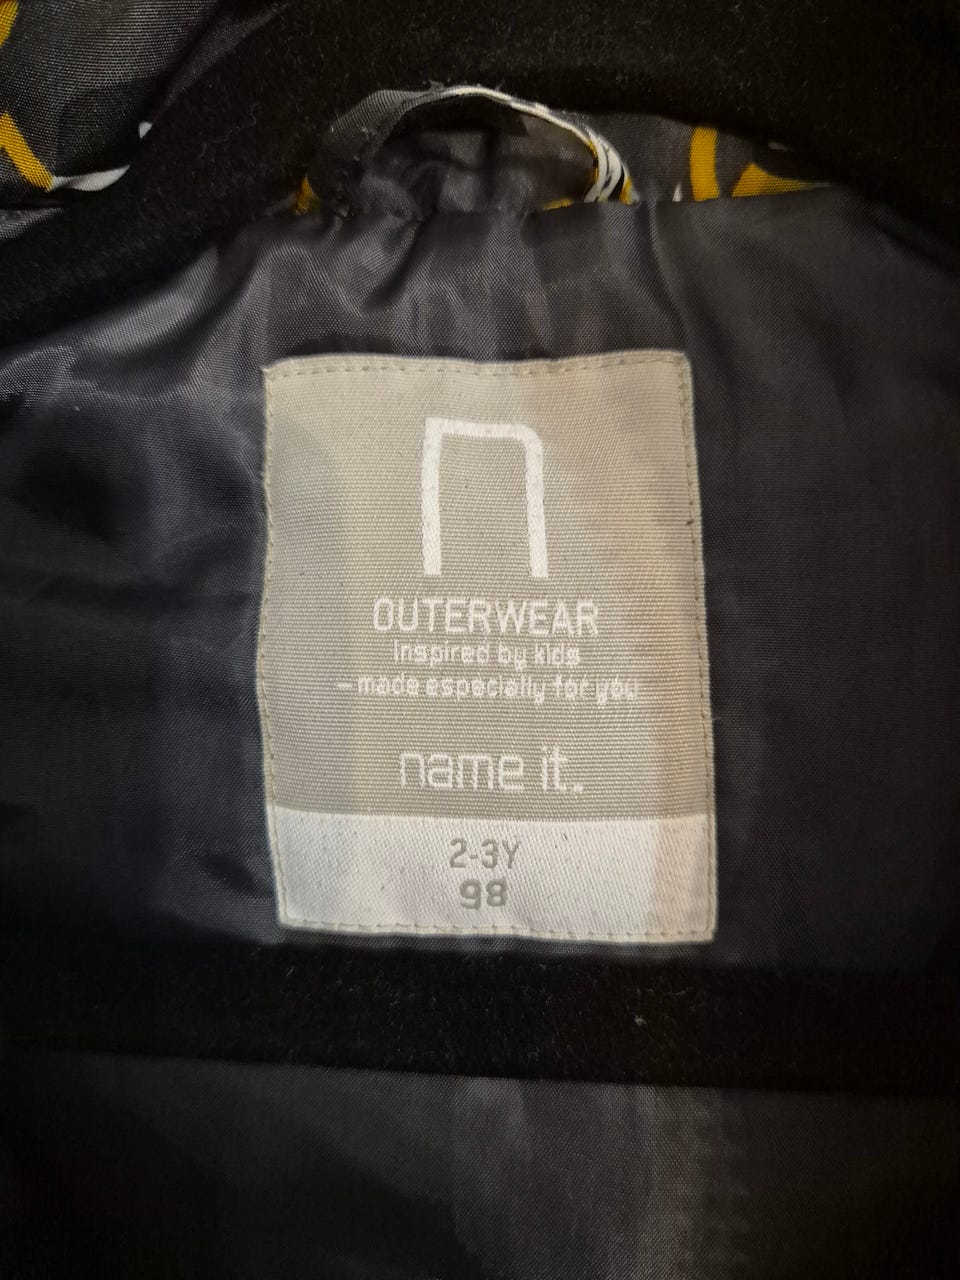 n
OUTERWEAR
inspired by kids
– made especially for you
name it.
2-3Y
98